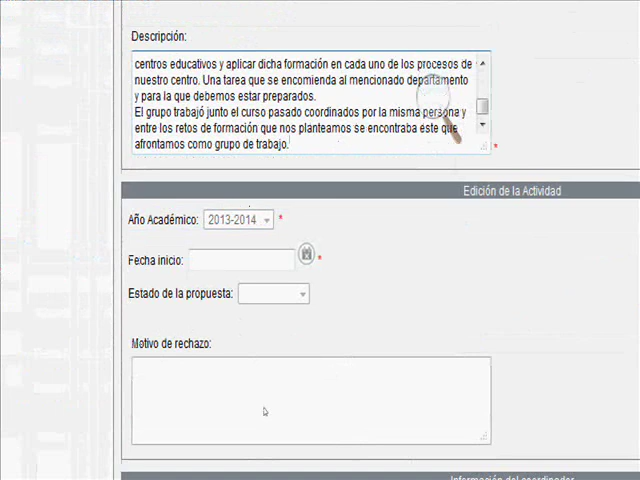 Descripción:
centros educativos y aplicar dicha formación en cada uno de los procesos de
nuestro centro. Una tarea que se encomienda al mencionado departamento
y para la que debemos estar preparados.
El grupo trabajó junto el curso pasado coordinados por la misma persona y
entre los retos de formación que nos planteamos se encontraba este que
afrontamos como grupo de trabajo.
*
Edición de la Actividad
Año Académico: 2013-2014 *
Fecha inicio: *
Estado de la propuesta:
Motivo de rechazo:
Información del coordinador